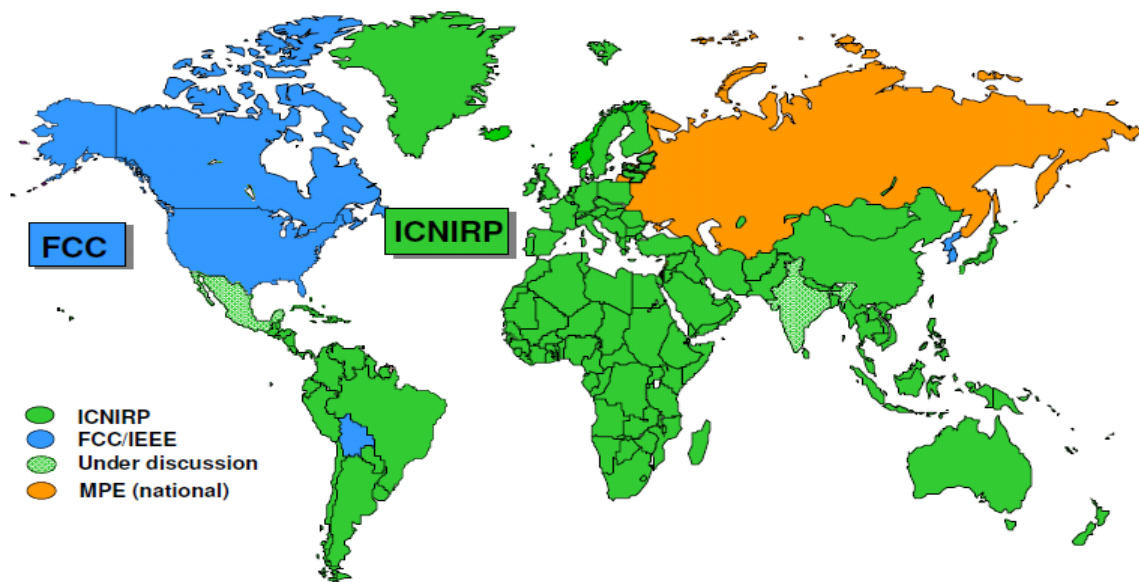 FCC
ICNIRP
ICNIRP
FCC/IEEE
Under discussion
MPE (national)